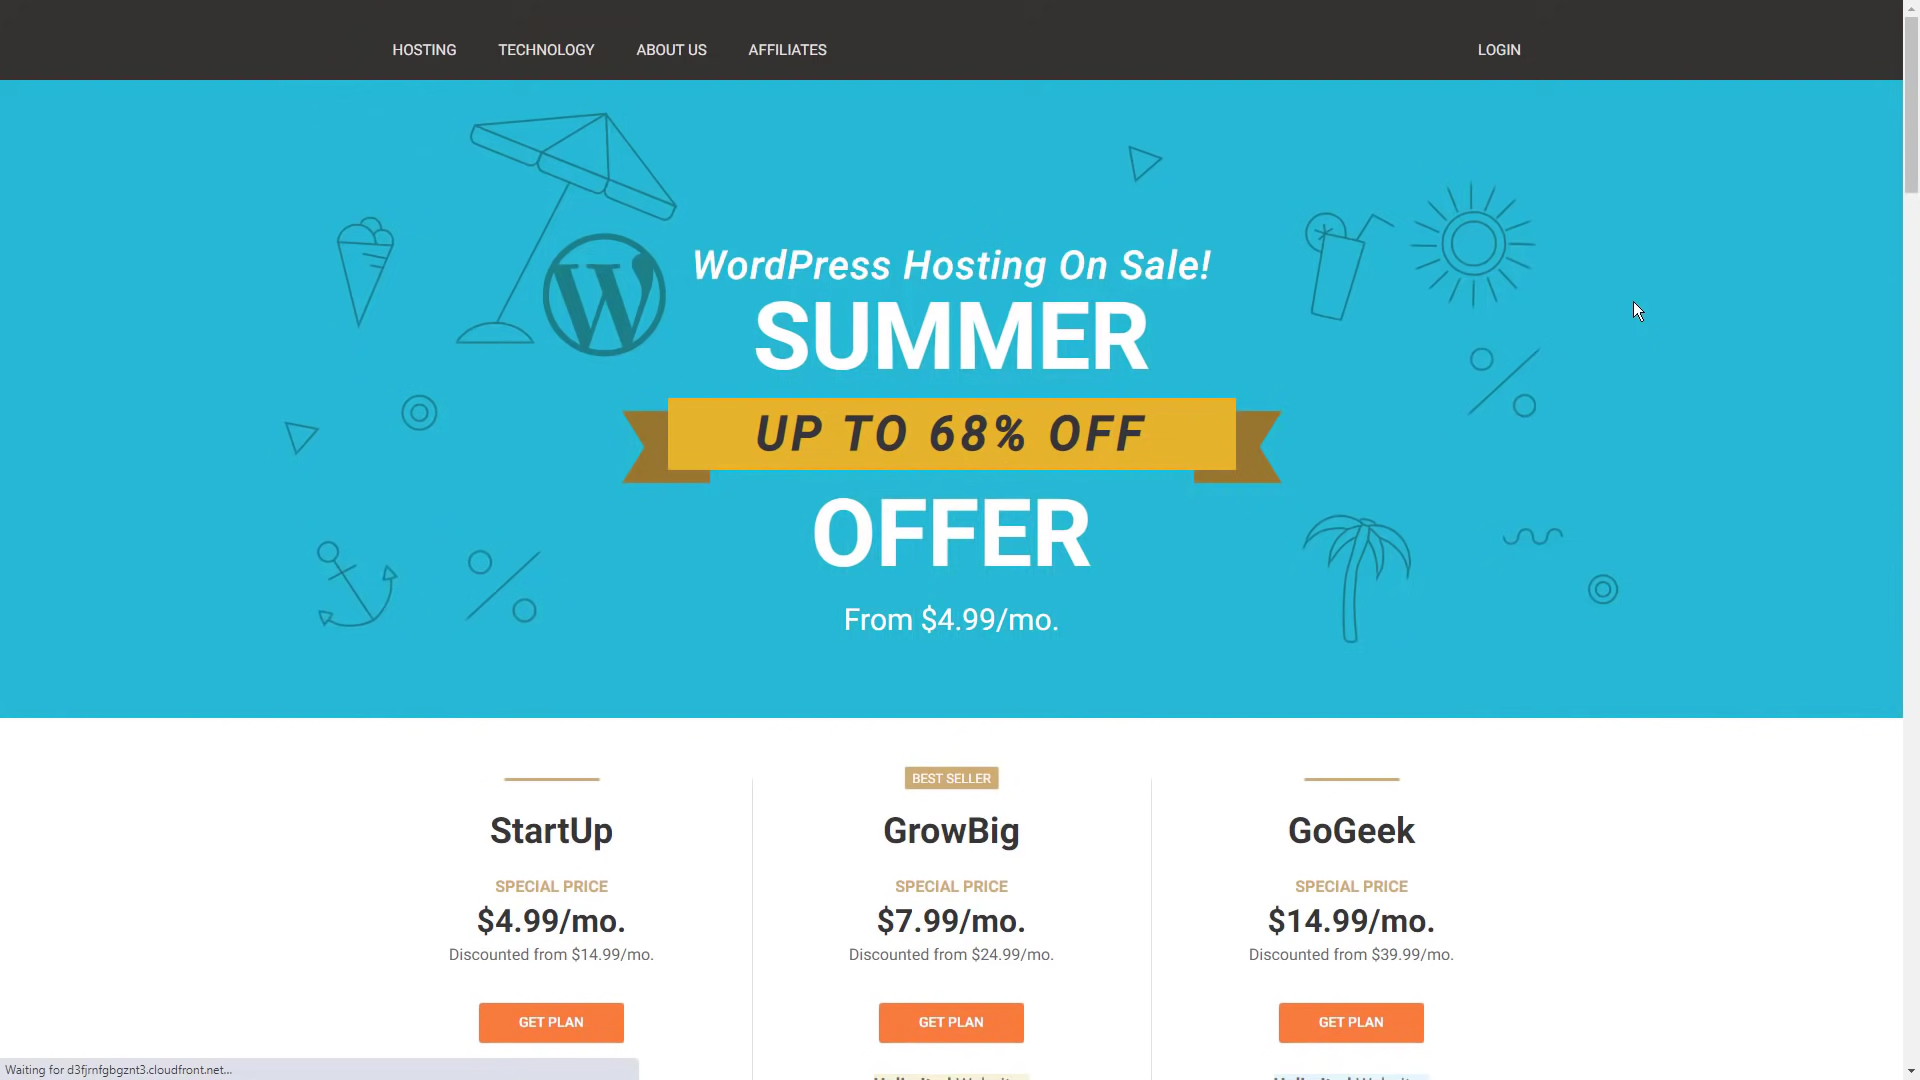 HOSTING TECHNOLOGY ABOUT US AFFILIATES LOGIN
WordPress Hosting On Sale!
SUMMER
UP TO 68% OFF
OFFER
From $4.99/mo.
BEST SELLER
StartUp GrowBig GoGeek
SPECIAL PRICE SPECIAL PRICE SPECIAL PRICE
$4.99/mo. $7.99/mo. $14.99/mo.
Discounted from $14.99/mo. Discounted from $24.99/mo. Discounted from $39.99/mo.
GET PLAN GET PLAN GET PLAN
Waiting for d3fjrnfgbgznt3.cloudfront.net...